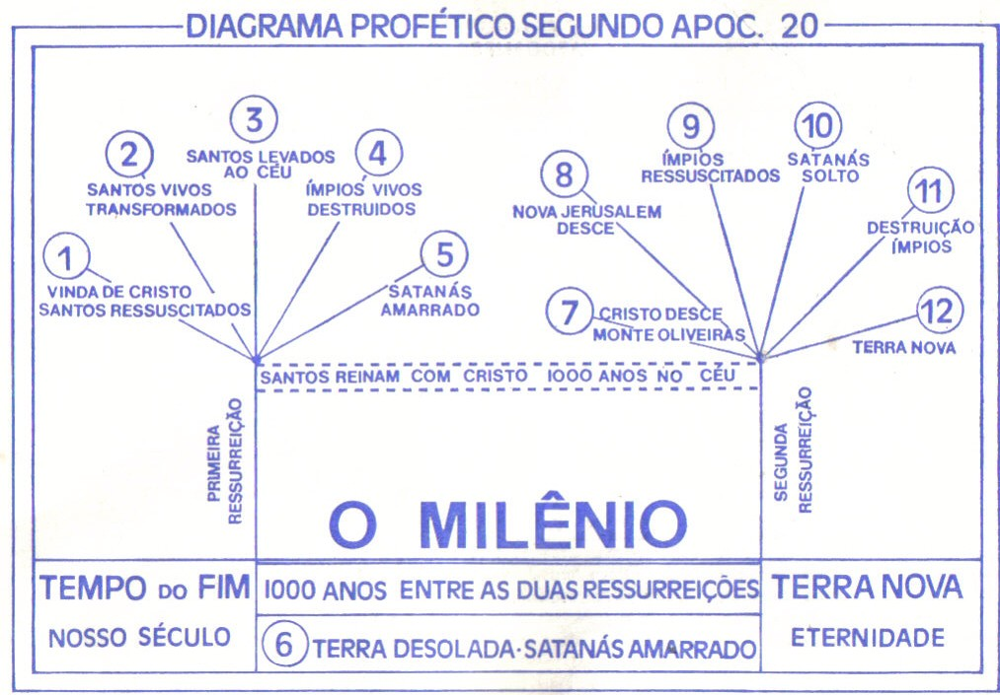 DIAGRAMA PROFÉTICO SEGUNDO APOC. 20
1
VINDA DE CRISTO
SANTOS RESSUSCITADOS
2
SANTOS VIVOS
TRANSFORMADOS
3
SANTOS LEVADOS
AO CÉU
4
ÍMPIOS VIVOS
DESTRUIDOS
5
SATANÁS
AMARRADO
7
CRISTO DESCE
MONTE OLIVEIRAS
8
NOVA JERUSALEM
DESCE
9
ÍMPIOS
RESSUSCITADOS
10
SATANÁS
SOLTO
11
DESTRUIÇÃO
ÍMPIOS
12
TERRA NOVA
SANTOS REINAM COM CRISTO 1000 ANOS NO CÉU
PRIMEIRA
RESSURREIÇÃO
SEGUNDA
RESSURREIÇÃO
O MILÊNIO
TEMPO DO FIM
NOSSO SÉCULO
1000 ANOS ENTRE AS DUAS RESSURREIÇÕES
6 TERRA DESOLADA·SATANÁS AMARRADO
TERRA NOVA
ETERNIDADE